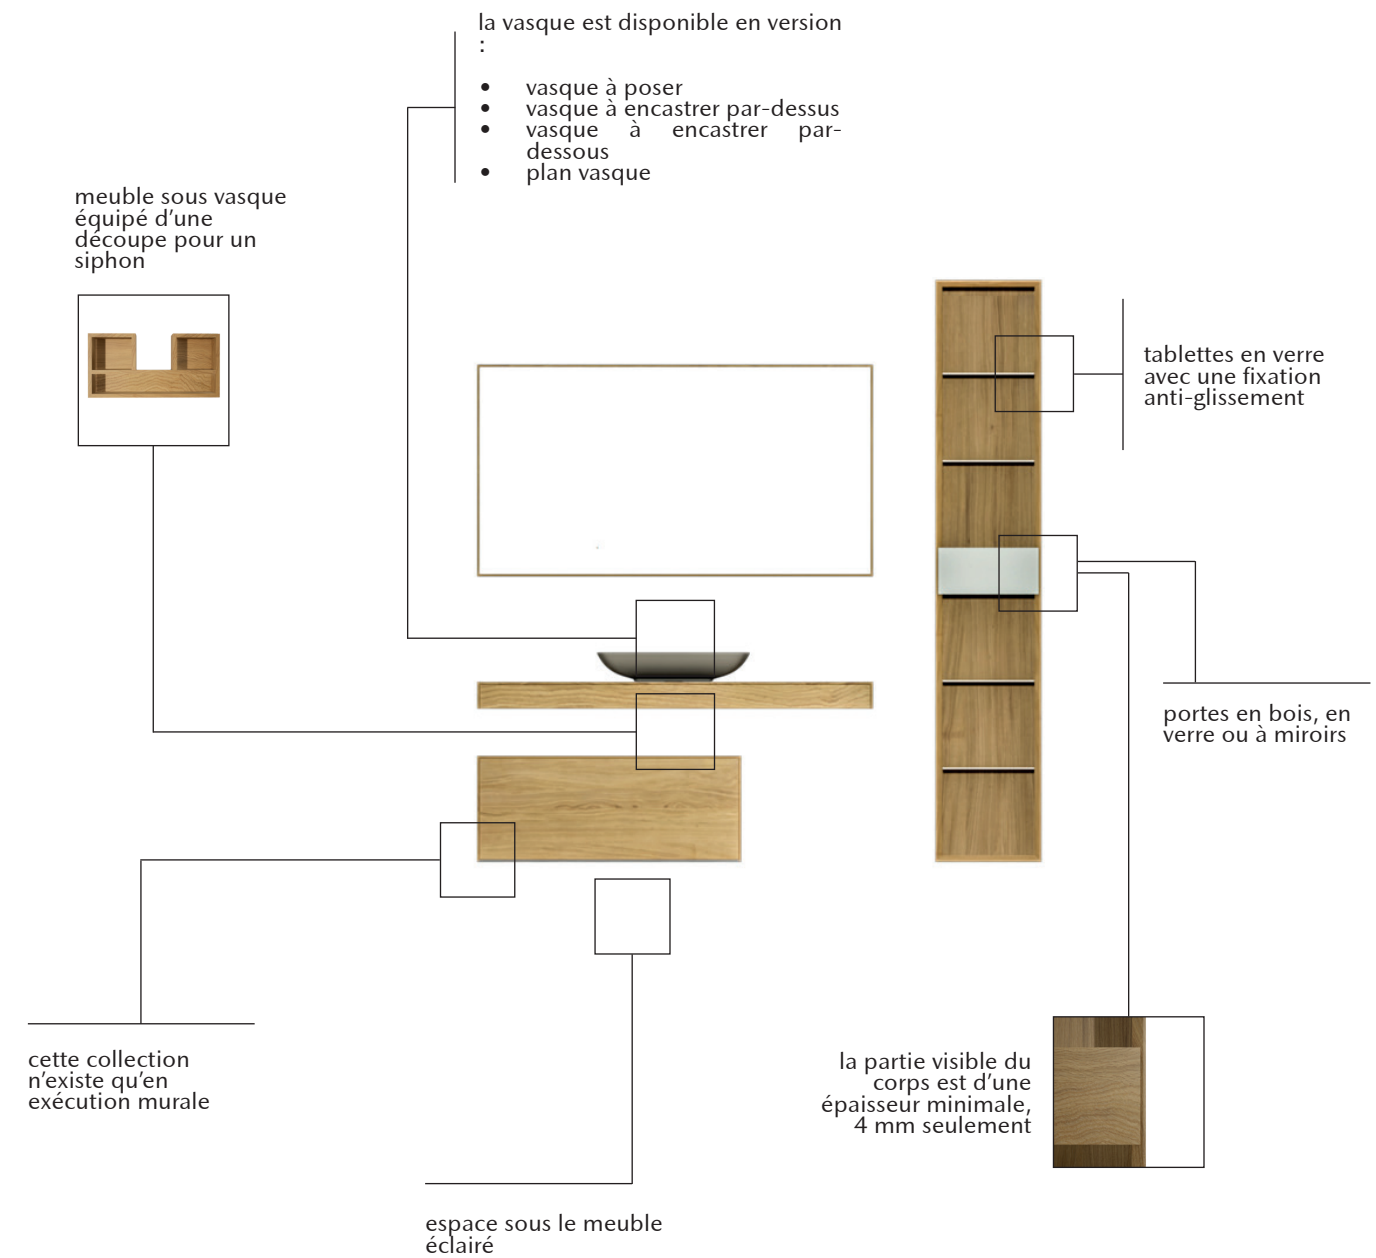 la vasque est disponible en version
:
• vasque à poser
• vasque à encastrer par-dessus
• vasque à encastrer par-
dessous
• plan vasque
meuble sous vasque
équipé d’une
découpe pour un
siphon
tablettes en verre
avec une fixation
anti-glissement
portes en bois, en
verre ou à miroirs
cette collection
n’existe qu’en
exécution murale
la partie visible du
corps est d’une
épaisseur minimale,
4 mm seulement
espace sous le meuble
éclairé